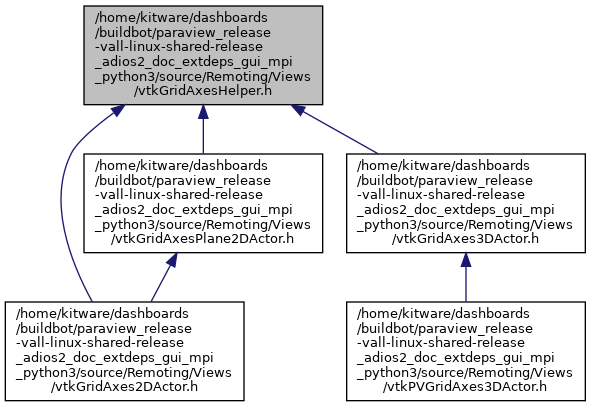 /home/kitware/dashboards
/buildbot/paraview_release
-vall-linux-shared-release
_adios2_doc_extdeps_gui_mpi
_python3/source/Remoting/Views
/vtkGridAxesHelper.h
/home/kitware/dashboards
/buildbot/paraview_release
-vall-linux-shared-release
_adios2_doc_extdeps_gui_mpi
_python3/source/Remoting/Views
/vtkGridAxesPlane2DActor.h
/home/kitware/dashboards
/buildbot/paraview_release
-vall-linux-shared-release
_adios2_doc_extdeps_gui_mpi
_python3/source/Remoting/Views
/vtkGridAxes3DActor.h
/home/kitware/dashboards
/buildbot/paraview_release
-vall-linux-shared-release
_adios2_doc_extdeps_gui_mpi
_python3/source/Remoting/Views
/vtkGridAxes2DActor.h
/home/kitware/dashboards
/buildbot/paraview_release
-vall-linux-shared-release
_adios2_doc_extdeps_gui_mpi
_python3/source/Remoting/Views
/vtkPVGridAxes3DActor.h